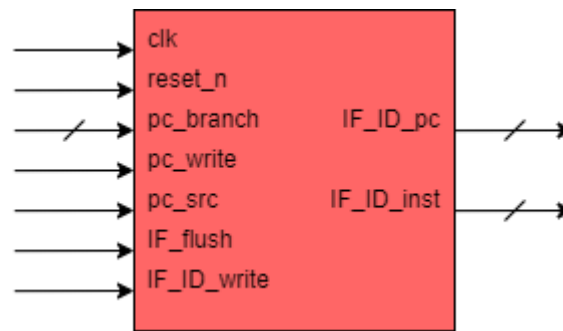 clk
reset_n
pc_branch
IF_ID_pc
pc_write
pc_src
IF_ID_inst
IF_flush
IF_ID_write